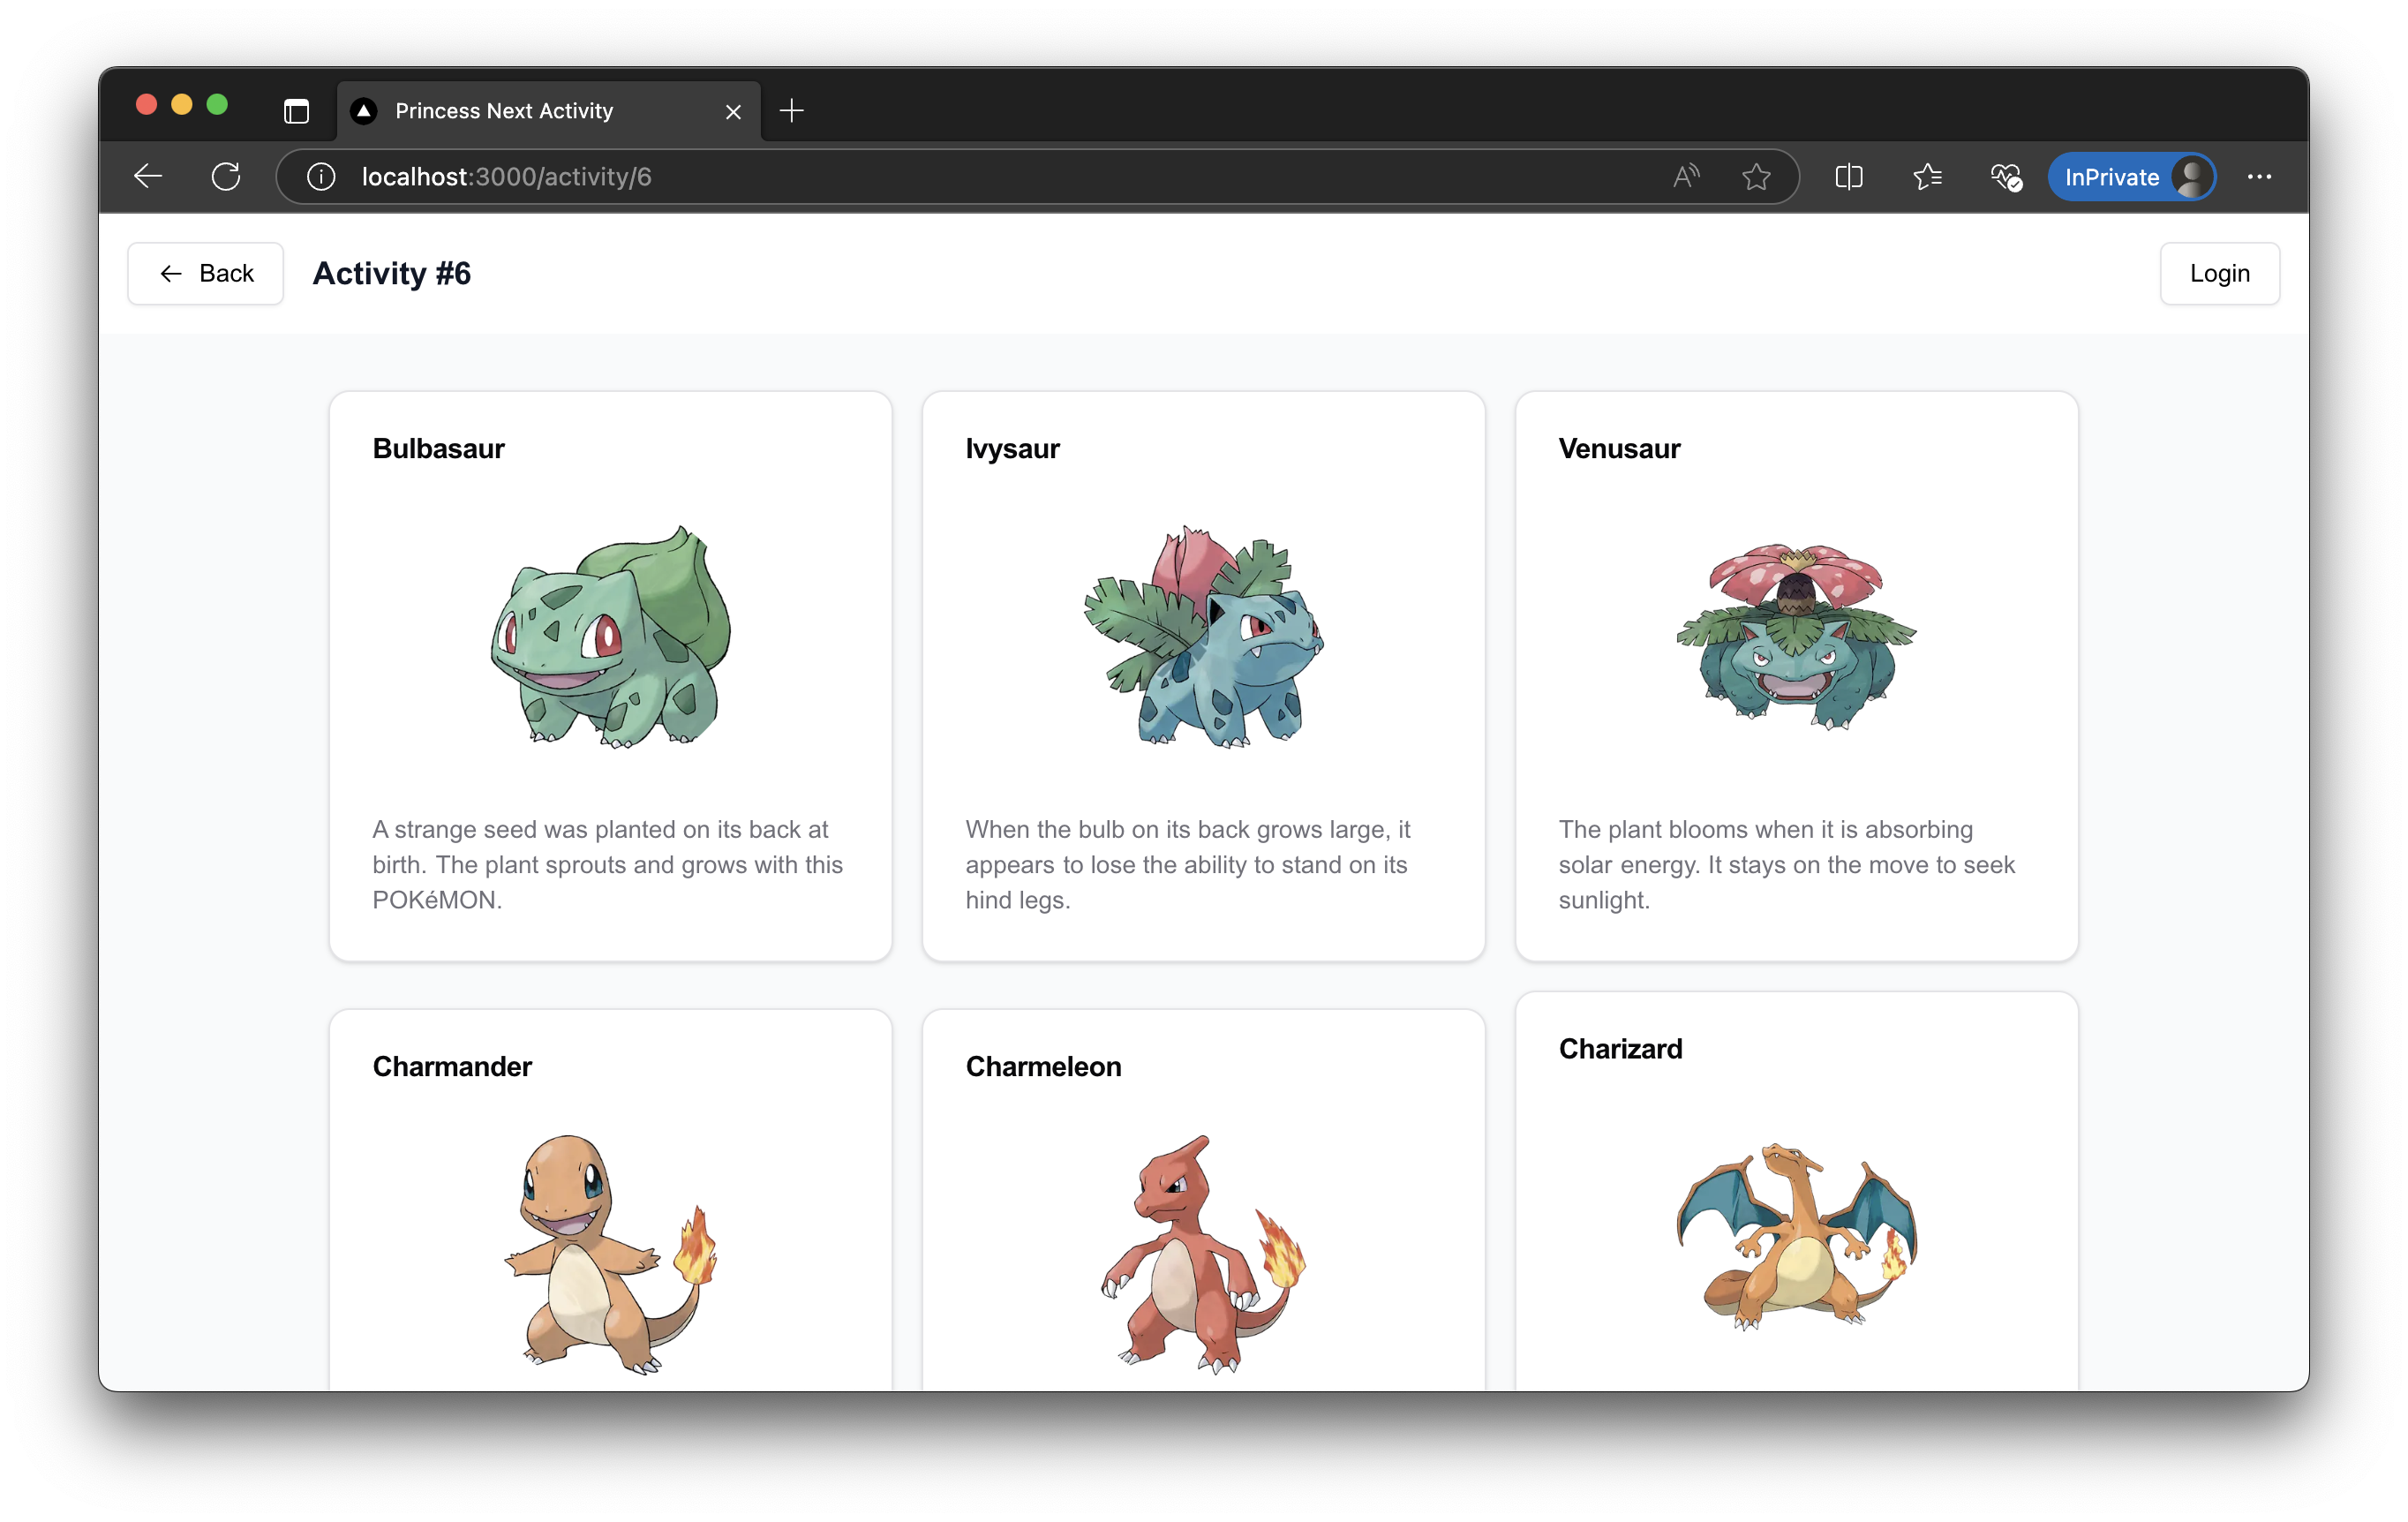 Princess Next Activity
localhost:3000/activity/6
InPrivate
Back
Activity #6
Login
Bulbasaur
A strange seed was planted on its back at
birth. The plant sprouts and grows with this
POKéMON.
Ivysaur
When the bulb on its back grows large, it
appears to lose the ability to stand on its
hind legs.
Venusaur
The plant blooms when it is absorbing
solar energy. It stays on the move to seek
sunlight.
Charmander
Charmeleon
Charizard